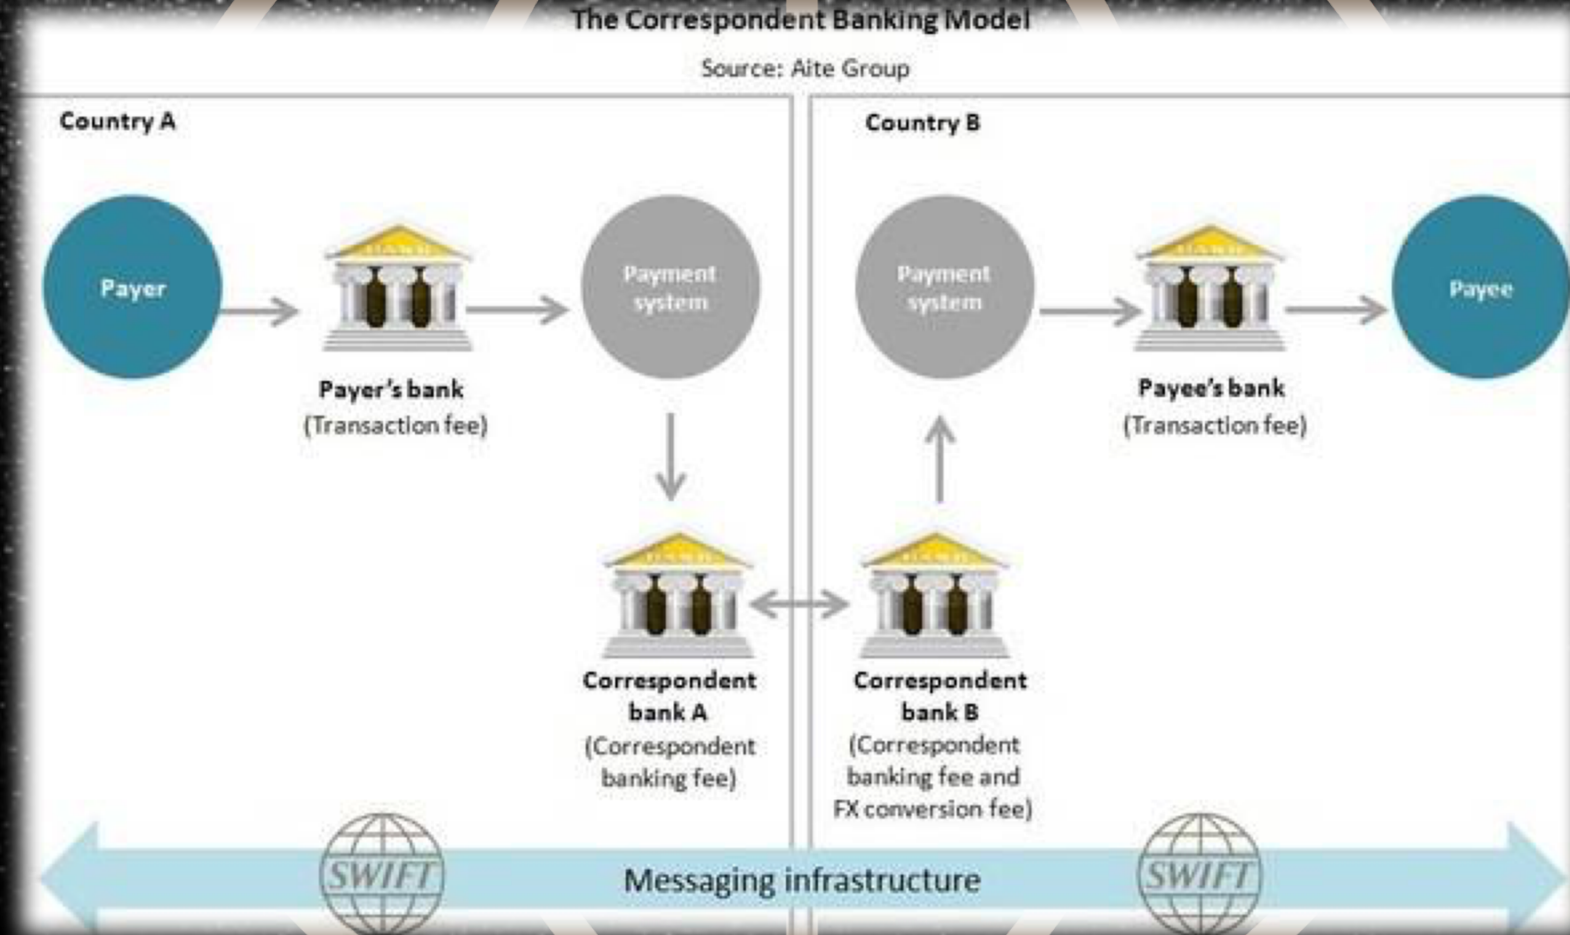 The Correspondent Banking Model
Source: Aite Group
Country A
Country B
Payer
Payment
system
Payment
system
Payee
Payer's bank
(Transaction fee)
Payee's bank
(Transaction fee)
Correspondent
bank A
(Correspondent
banking fee)
Correspondent
bank B
(Correspondent
banking fee and
FX conversion fee)
SWIFT
Messaging infrastructure
SWIFT